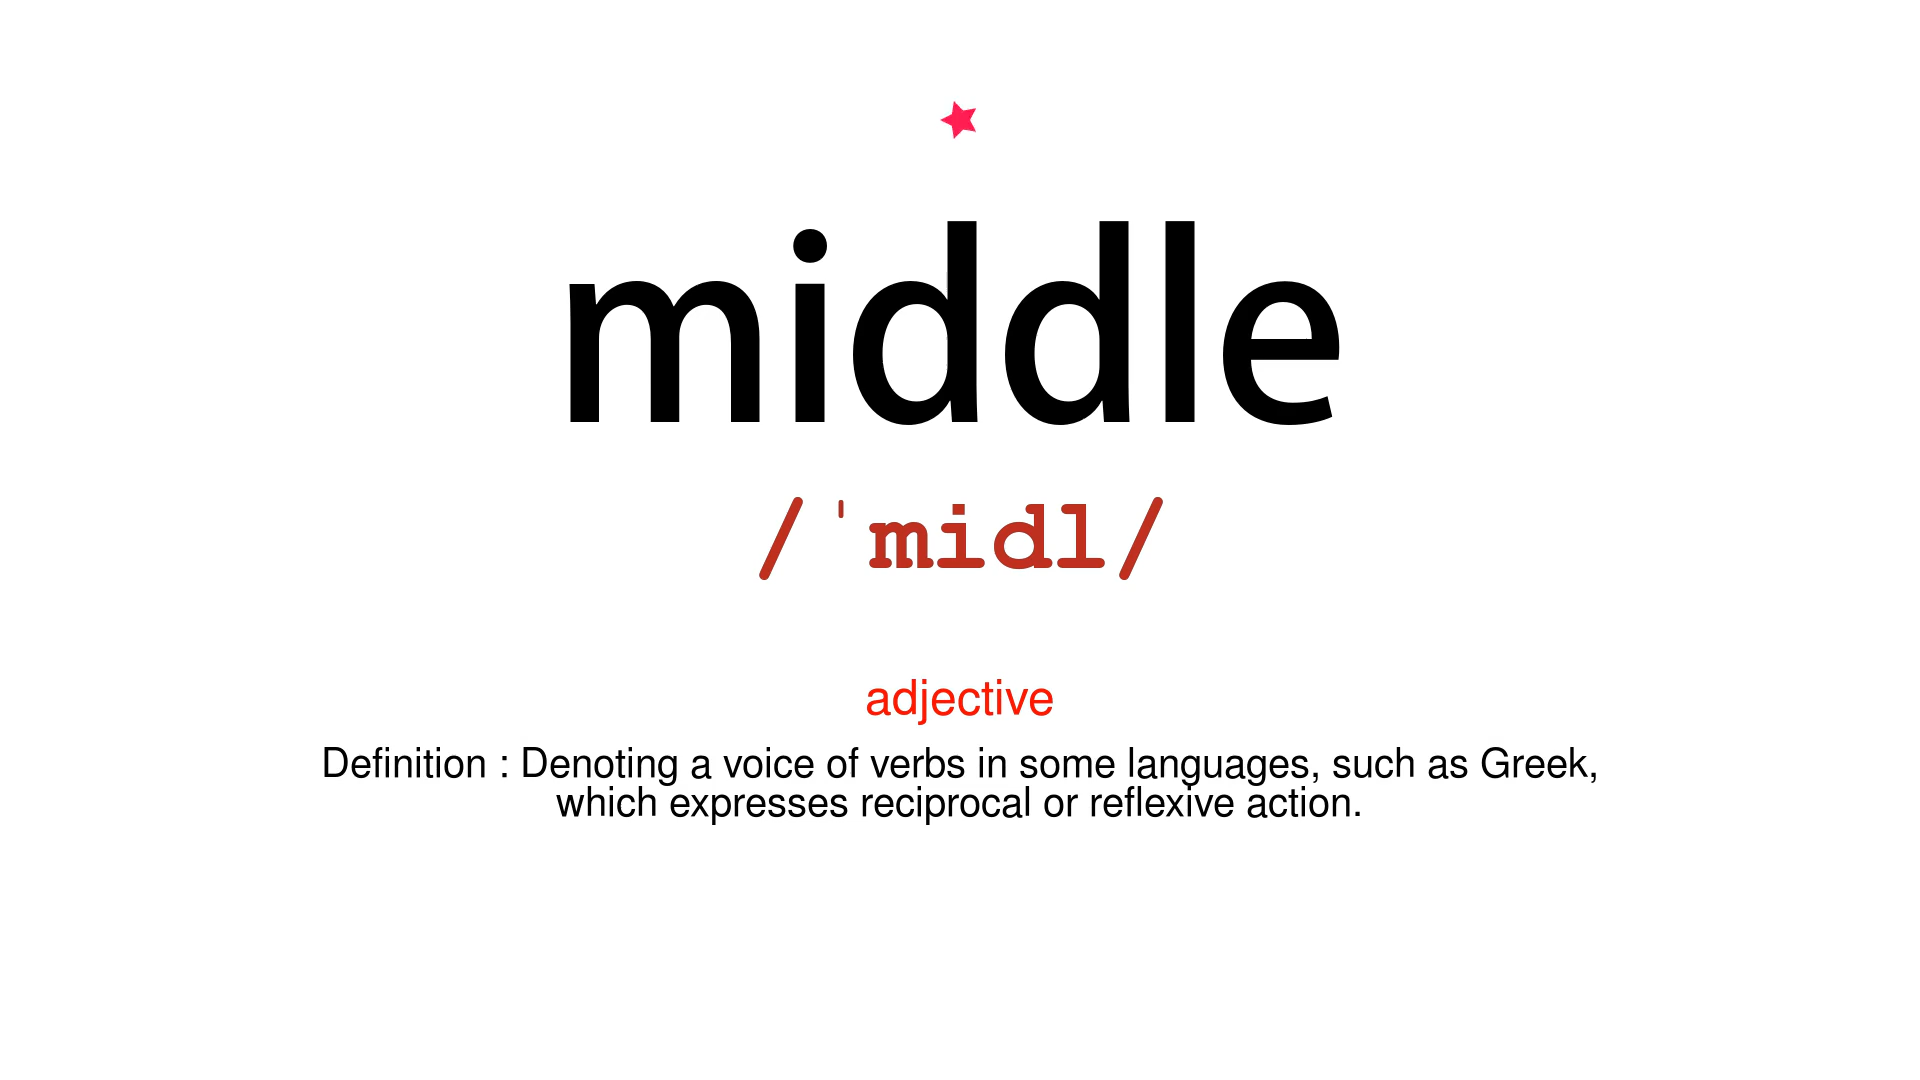 middle
/ˈmidl/
adjective
Definition : Denoting a voice of verbs in some languages, such as Greek,
which expresses reciprocal or reflexive action.